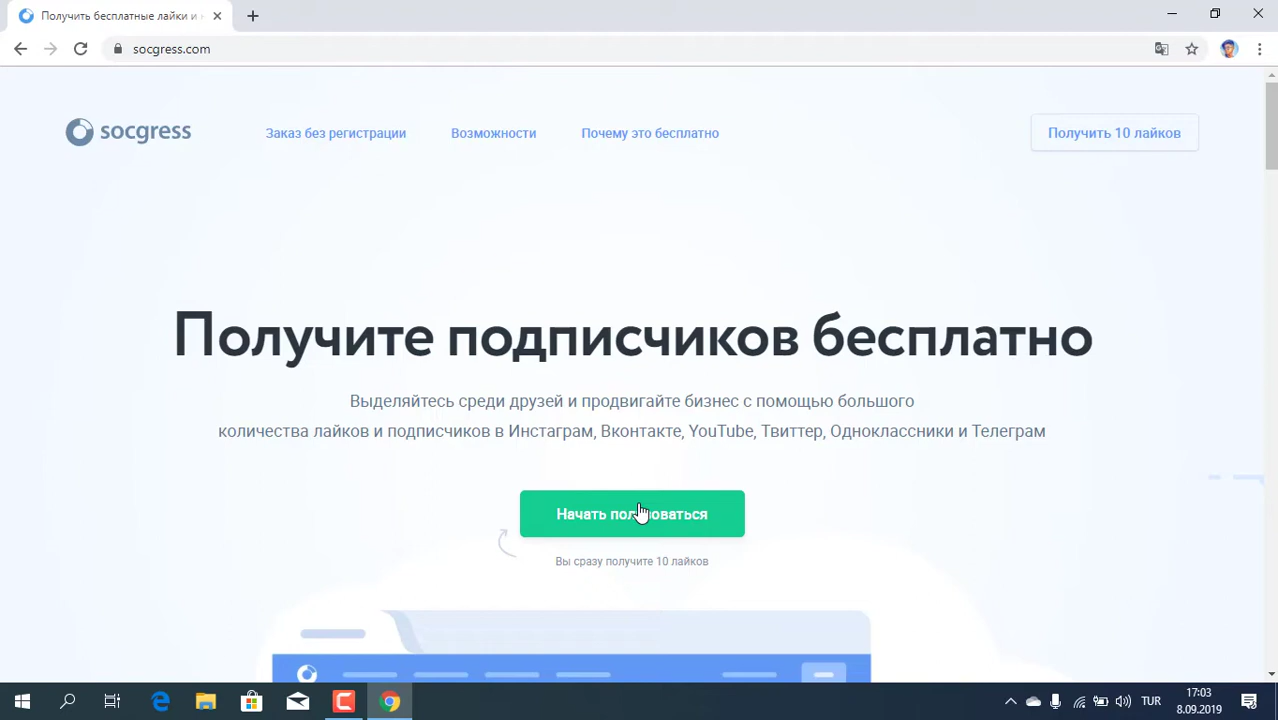 Получить бесплатные лайки и
socgress.com
socgress
Заказ без регистрации
Возможности
Почему это бесплатно
Получить 10 лайков
Получите подписчиков бесплатно
Выделяйтесь среди друзей и продвигайте бизнес с помощью большого
количества лайков и подписчиков в Инстаграм, Вконтакте, YouTube, Твиттер, Одноклассники и Телеграм
Начать пользоваться
Вы сразу получите 10 лайков
TUR
17:03
8.09.2019